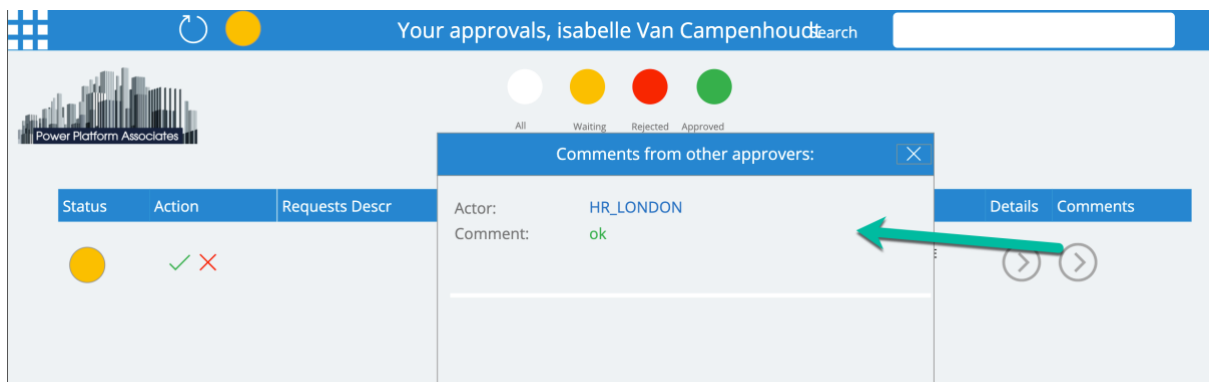 Your approvals, isabelle Van Campenhoudt
Search
All Waiting Rejected Approved
Power Platform Associates
Comments from other approvers:
Status Action Requests Descr Details Comments
Actor: HR_LONDON
Comment: ok